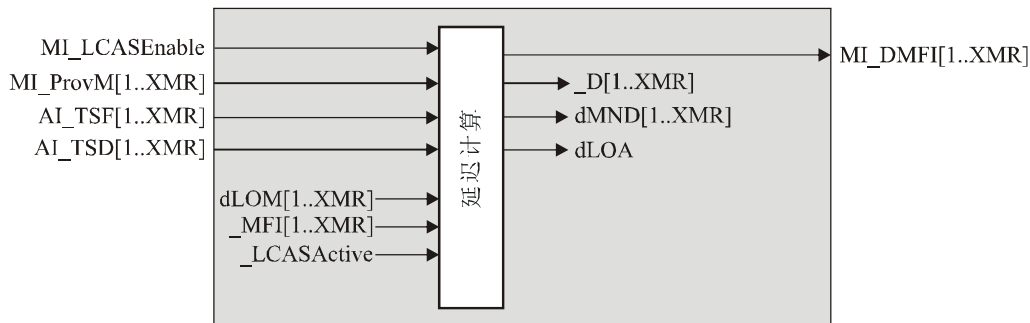 MI_LCASEnable
MI_ProvM[1..XMR]
AI_TSF[1..XMR]
AI_TSD[1..XMR]
dLOM[1..XMR]
_MFI[1..XMR]
_LCASActive
延迟计算
MI_DMFI[1..XMR]
_D[1..XMR]
dMND[1..XMR]
dLOA